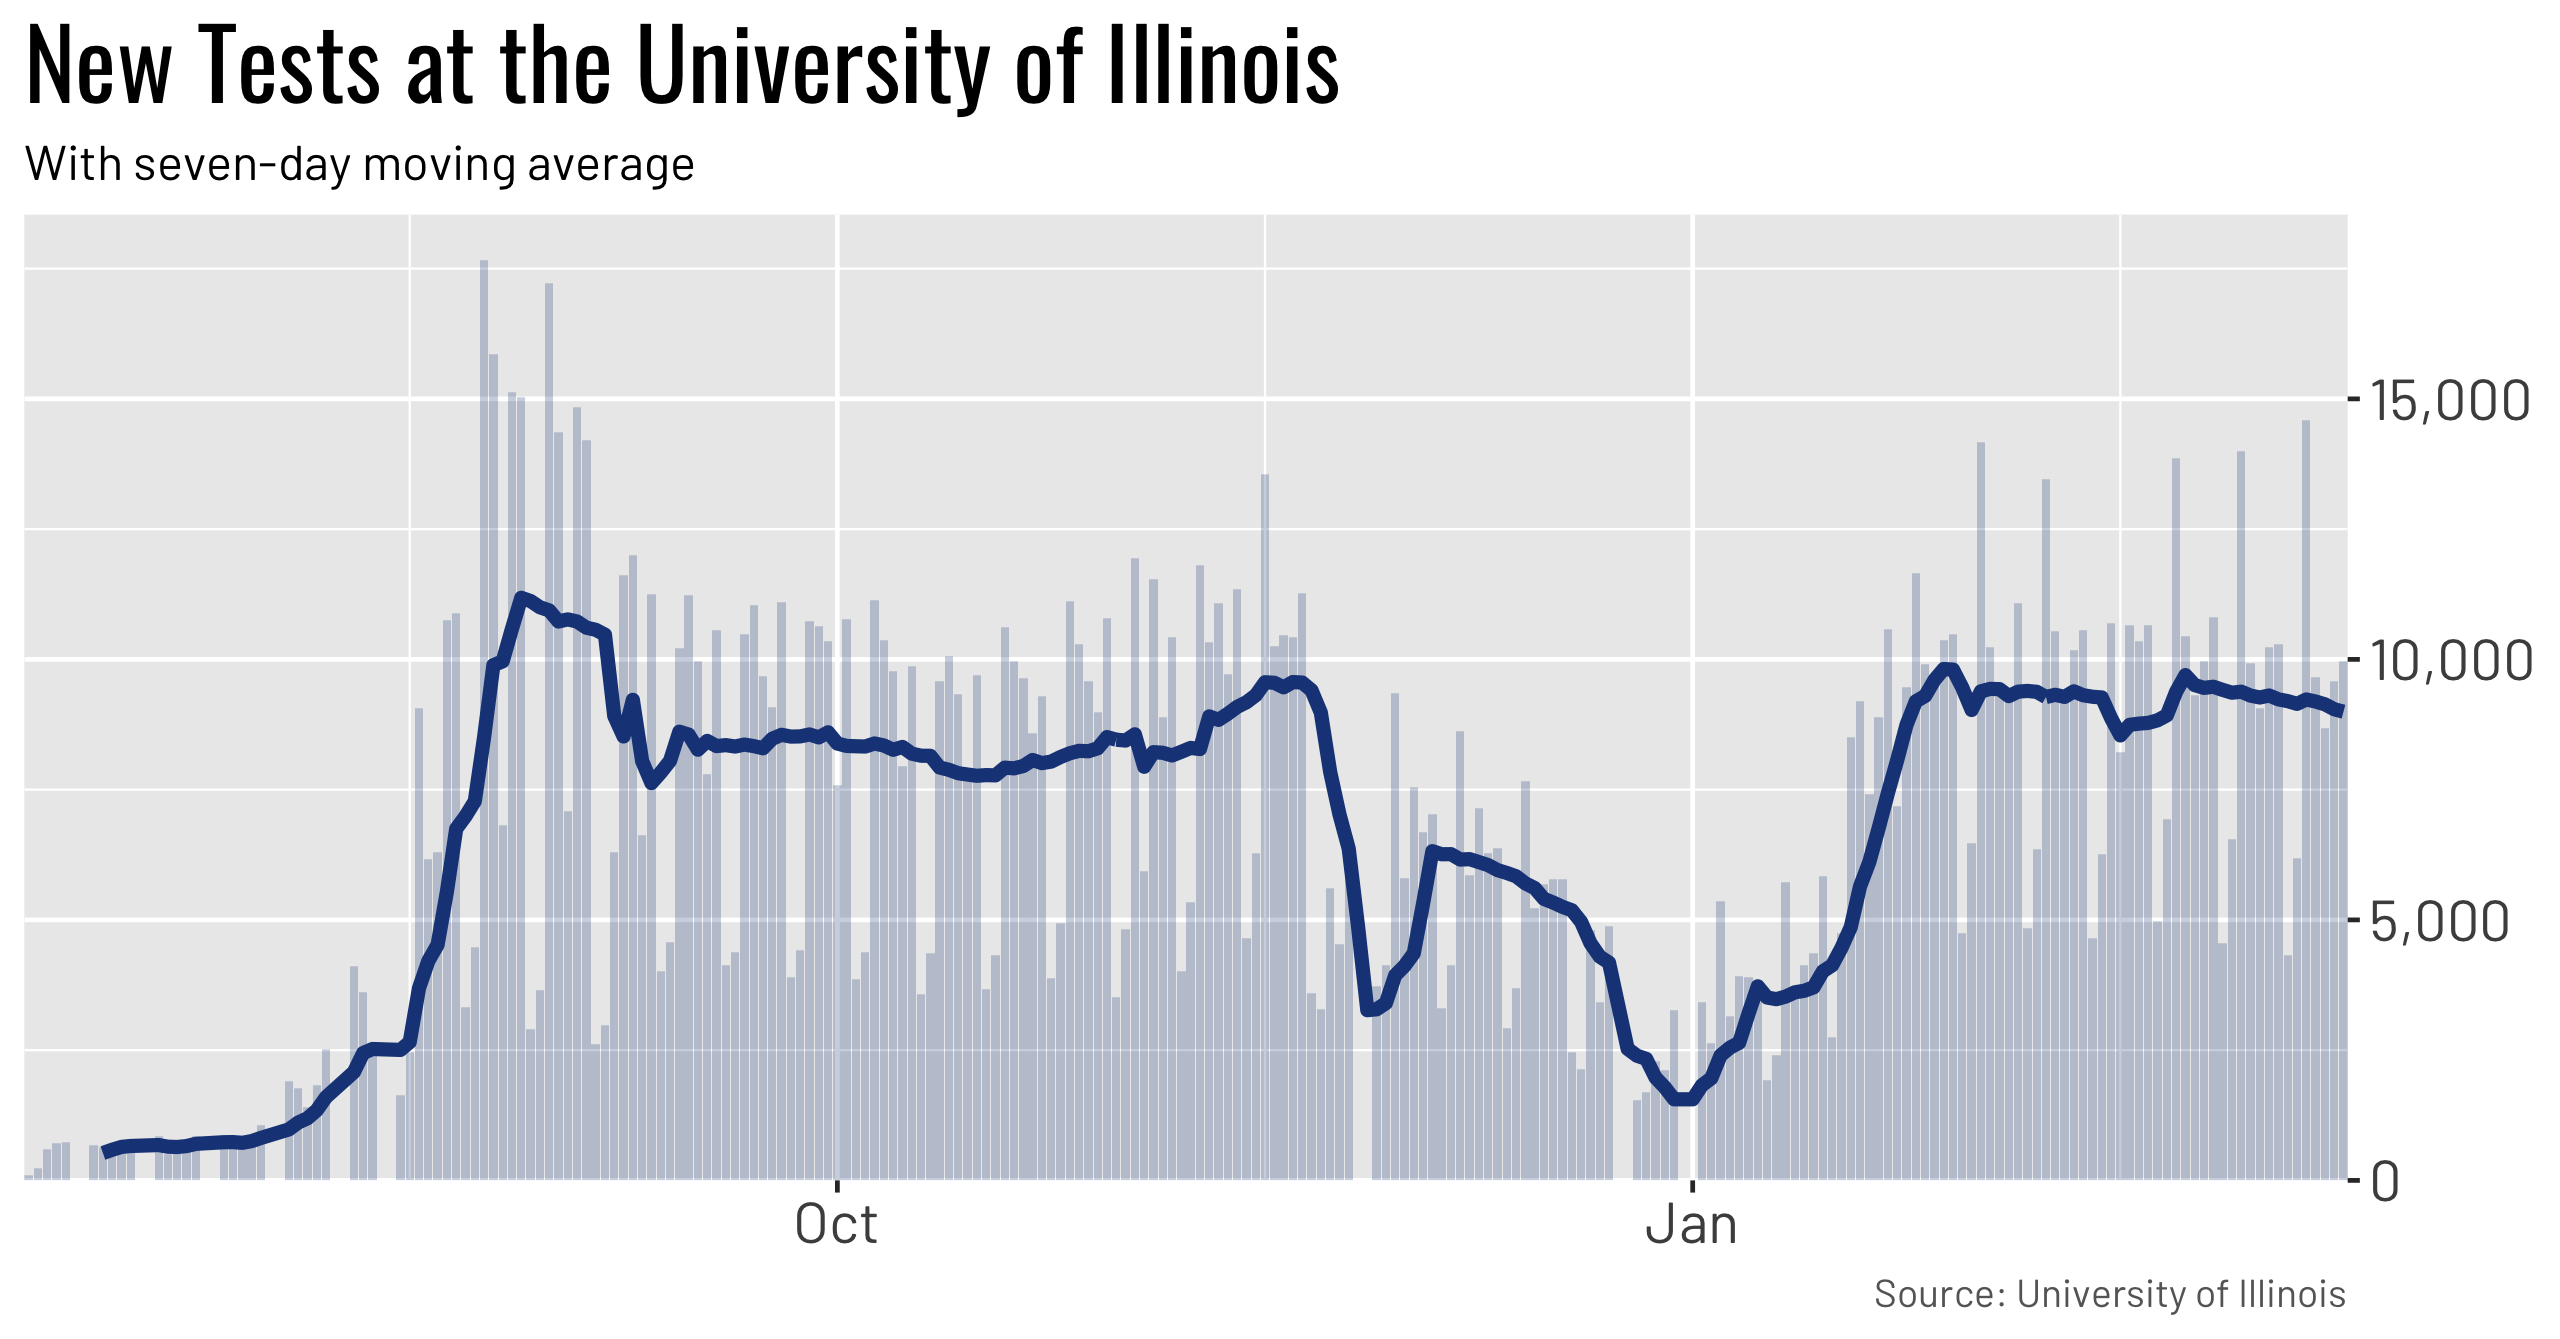 New Tests at the University of Illinois
With seven-day moving average
15,000
10,000
5,000
0
Oct
Jan
Source: University of Illinois